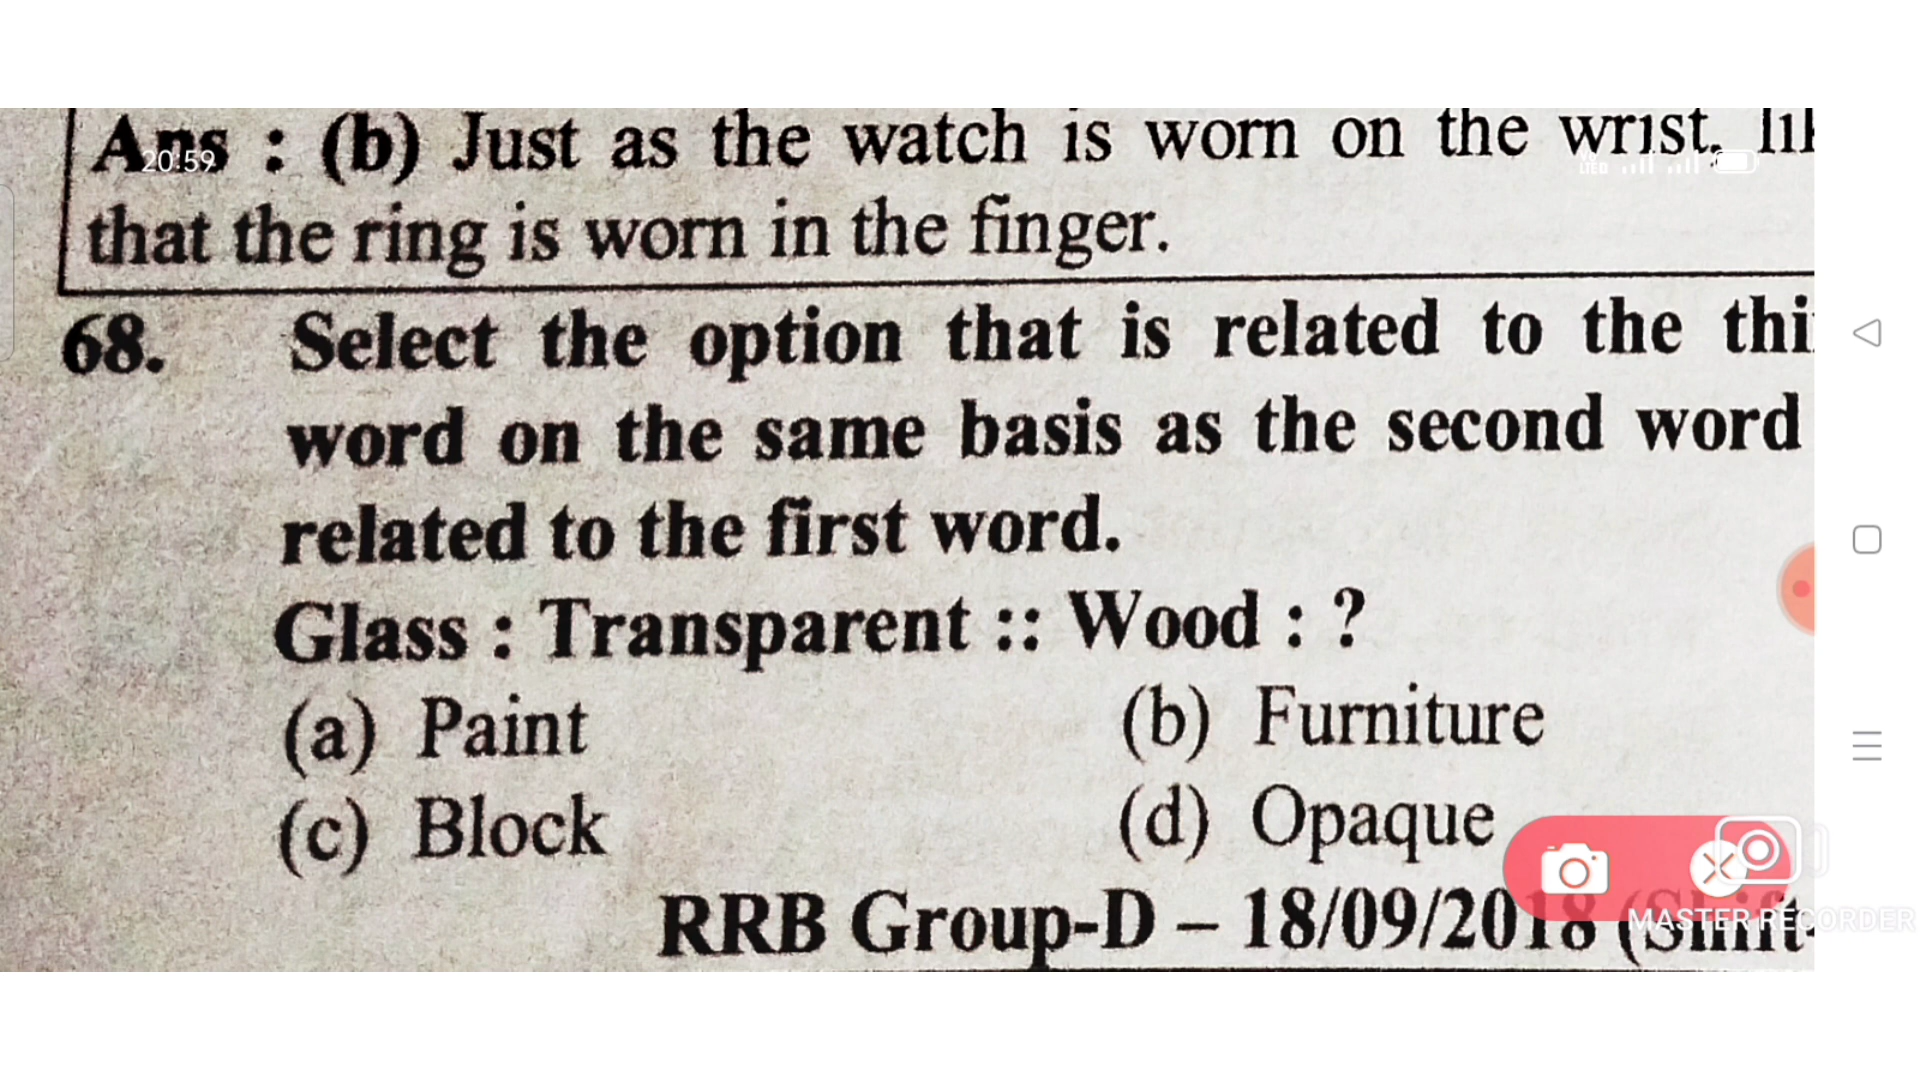 Ans : (b) Just as the watch is worn on the wrist,
that the ring is worn in the finger.
68. Select the option that is related to the
word on the same basis as the second word
related to the first word.
Glass : Transparent :: Wood : ?
(a) Paint (b) Furniture
(c) Block (d) Opaque
RRB Group-D – 18/09/2018 (Shift-
20:59
MASTER RECORDER